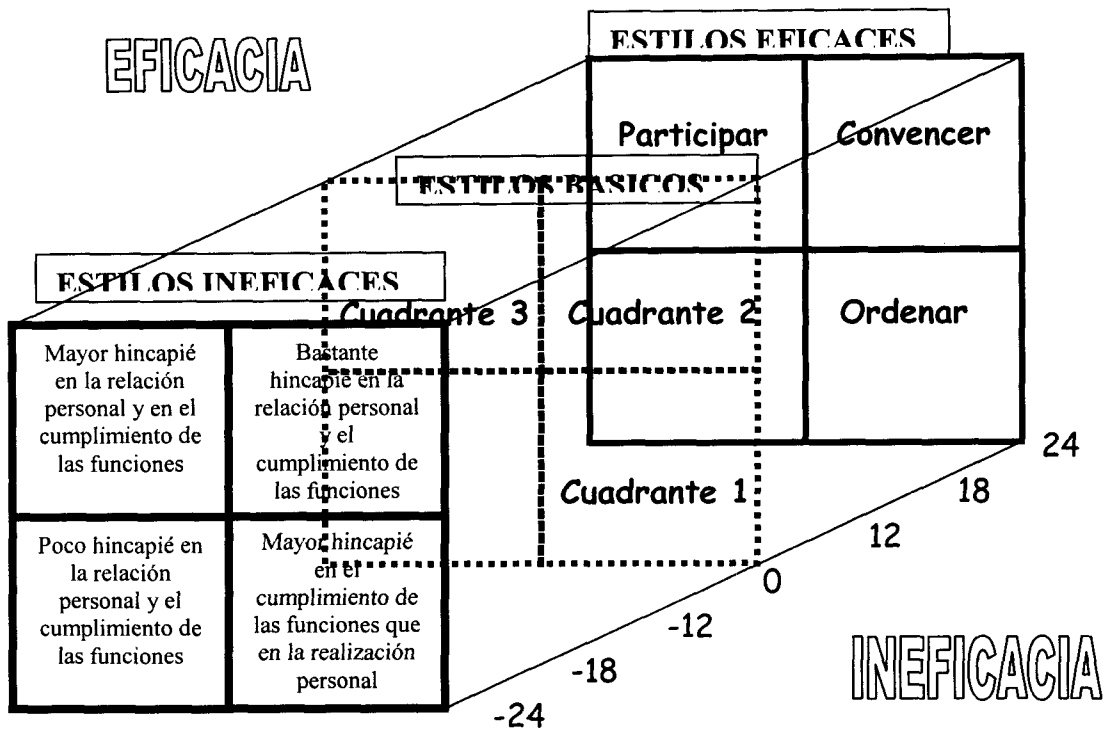 EFICACIA
ESTILOS EFICACES
Participar
Convencer
ESTILOS BASICOS
ESTILOS INEFICACES
Cuadrante 3
Cuadrante 2
Ordenar
Mayor hincapié
en la relación
personal y en el
cumplimiento de
las funciones
Bastante
hincapié en la
relación personal
y el
cumplimiento de
las funciones
Cuadrante 1
Poco hincapié en
la relación
personal y el
cumplimiento de
las funciones
Mayor hincapié
en el
cumplimiento de
las funciones que
en la realización
personal
24
18
12
0
-12
-18
-24
INEFICACIA